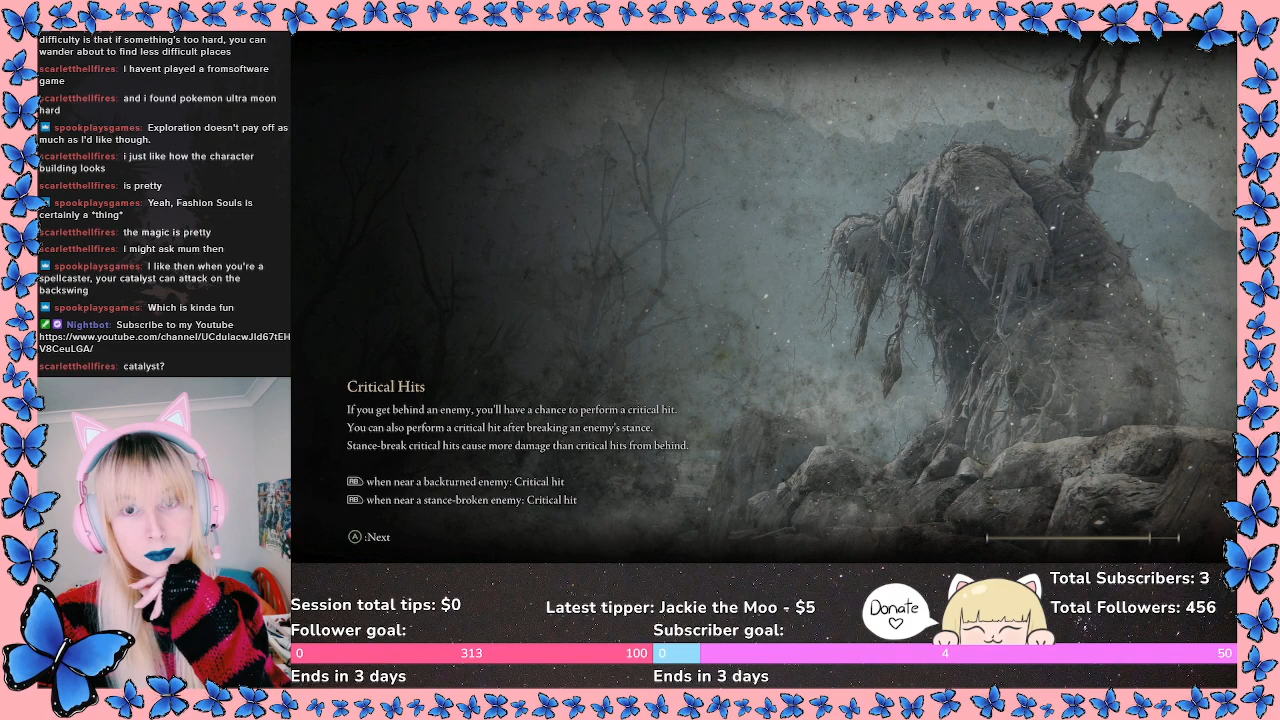 difficulty is that if something's too hard, you can
wander about to find less difficult places
scarletthellfires: I havent played a fromsoftware
game
scarletthellfires: and i found pokemon ultra moon
hard
spookplaysgames: Exploration doesn't pay off as
much as I'd like though.
scarletthellfires: i just like how the character
building looks
scarletthellfires: is pretty
spookplaysgames: Yeah, Fashion Souls is
certainly a *thing*
scarletthellfires: the magic is pretty
scarletthellfires: i might ask mum then
spookplaysgames: I like then when you're a
spellcaster, your catalyst can attack on the
backswing
spookplaysgames: Which is kinda fun
Nightbot: Subscribe to my Youtube
https://www.youtube.com/channel/UCdulacwJld67tEH
V8CeuLGA/
scarletthellfires: catalyst?
Critical Hits
If you get behind an enemy, you'll have a chance to perform a critical hit.
You can also perform a critical hit after breaking an enemy's stance.
Stance-break critical hits cause more damage than critical hits from behind.
RB when near a backturned enemy: Critical hit
RB when near a stance-broken enemy: Critical hit
A :Next
Session total tips: $0
Latest tipper: Jackie the Moo - $5
Donate
Total Subscribers: 3
Total Followers: 456
Follower goal:
Subscriber goal:
0 313 100
0 4 50
Ends in 3 days
Ends in 3 days